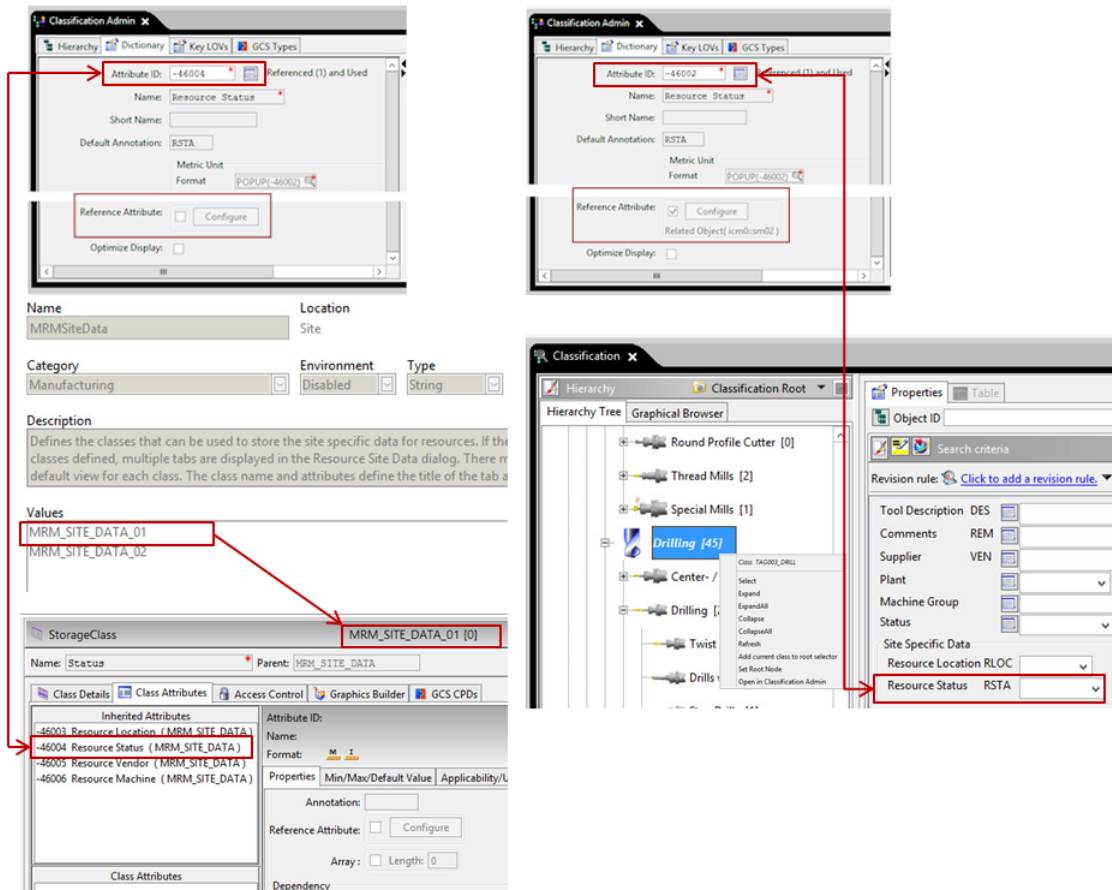 Classification Admin
Hierarchy Dictionary Key LOVs GCS Types
Attribute ID: -46004 * Referenced (1) and Used
Name: Resource Status *
Short Name:
Default Annotation: RSTA
Metric Unit
Format POPUP(-46002)
Reference Attribute: Configure
Optimize Display:
Classification Admin
Hierarchy Dictionary Key LOVs GCS Types
Attribute ID: -46002 * Referenced (1) and Used
Name: Resource Status *
Short Name:
Default Annotation: RSTA
Metric Unit
Format POPUP(-46002)
Reference Attribute: Configure
Related Object( icm0::sm02 )
Optimize Display:
Name Location
MRMSiteData Site
Category Environment Type
Manufacturing Disabled String
Description
Defines the classes that can be used to store the site specific data for resources. If the
classes defined, multiple tabs are displayed in the Resource Site Data dialog. There m
default view for each class. The class name and attributes define the title of the tab a
Values
MRM_SITE_DATA_01
MRM_SITE_DATA_02
StorageClass MRM_SITE_DATA_01 [0]
Name: Status * Parent: MRM_SITE_DATA
Class Details Class Attributes Access Control Graphics Builder GCS CPDs
Inherited Attributes
-46003 Resource Location ( MRM_SITE_DATA )
-46004 Resource Status ( MRM_SITE_DATA )
-46005 Resource Vendor ( MRM_SITE_DATA )
-46006 Resource Machine ( MRM_SITE_DATA )
Class Attributes
Attribute ID:
Name:
Format: M I
Properties Min/Max/Default Value Applicability/U
Annotation:
Reference Attribute: Configure
Array : Length: 0
Dependency
Classification
Hierarchy Classification Root
Hierarchy Tree Graphical Browser
Round Profile Cutter [0]
Thread Mills [2]
Special Mills [1]
Drilling [45]
Center- /
Drilling [
Twist
Drills
Class TAG003_DRILL
Select
Expand
ExpandAll
Collapse
CollapseAll
Refresh
Add current class to root selector
Set Root Node
Open in Classification Admin
Properties Table
Object ID
Search criteria
Revision rule: Click to add a revision rule.
Tool Description DES
Comments REM
Supplier VEN
Plant
Machine Group
Status
Site Specific Data
Resource Location RLOC
Resource Status RSTA